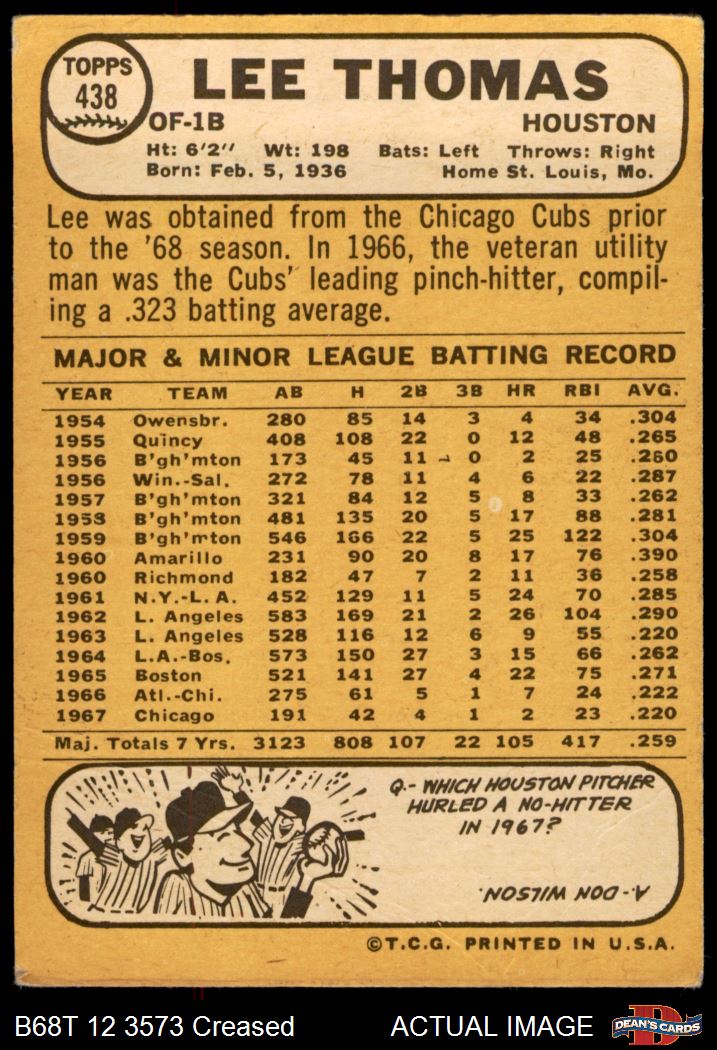 TOPPS
438
LEE THOMAS
OF-1B HOUSTON
Ht: 6'2" Wt: 198 Bats: Left Throws: Right
Born: Feb. 5, 1936 Home St. Louis, Mo.
Lee was obtained from the Chicago Cubs prior
to the '68 season. In 1966, the veteran utility
man was the Cubs' leading pinch-hitter, compil-
ing a .323 batting average.
MAJOR & MINOR LEAGUE BATTING RECORD
YEAR TEAM AB H 2B 3B HR RBI AVG.
1954 Owensbr. 280 85 14 3 4 34 .304
1955 Quincy 408 108 22 0 12 48 .265
1956 B'gh'mton 173 45 11 0 2 25 .260
1956 Win.-Sal. 272 78 11 4 6 22 .287
1957 B'gh'mton 321 84 12 5 8 33 .262
1958 B'gh'mton 481 135 20 5 17 88 .281
1959 B'gh'mton 546 166 22 5 25 122 .304
1960 Amarillo 231 90 20 8 17 76 .390
1960 Richmond 182 47 7 2 11 36 .258
1961 N.Y.-L. A. 452 129 11 5 24 70 .285
1962 L. Angeles 583 169 21 2 26 104 .290
1963 L. Angeles 528 116 12 6 9 55 .220
1964 L.A.-Bos. 573 150 27 3 15 66 .262
1965 Boston 521 141 27 4 22 75 .271
1966 Atl.-Chi. 275 61 5 1 7 24 .222
1967 Chicago 191 42 4 1 2 23 .220
Maj. Totals 7 Yrs. 3123 808 107 22 105 417 .259
Q.- WHICH HOUSTON PITCHER
HURLED A NO-HITTER
IN 1967?
A.- DON WILSON.
©T.C.G. PRINTED IN U.S.A.
B68T 12 3573 Creased ACTUAL IMAGE
D
DEAN'S CARDS